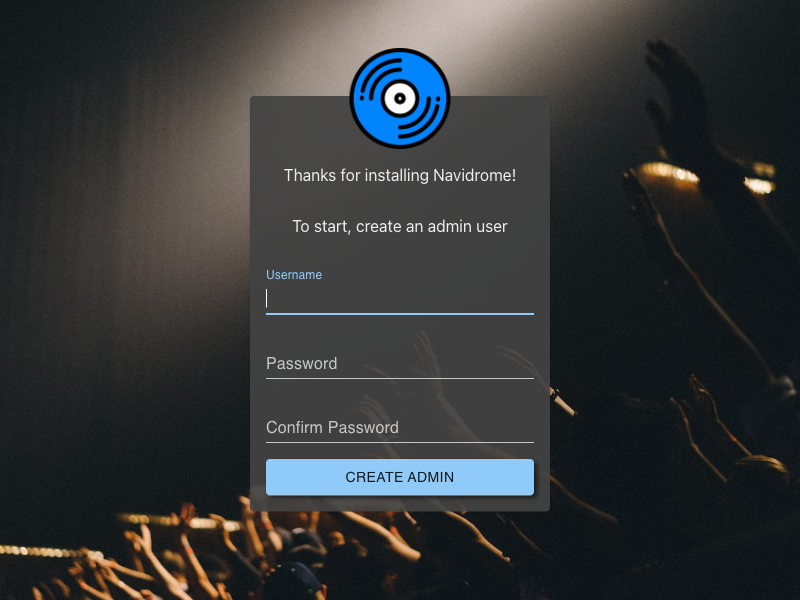 Thanks for installing Navidrome!
To start, create an admin user
Username
Password
Confirm Password
CREATE ADMIN